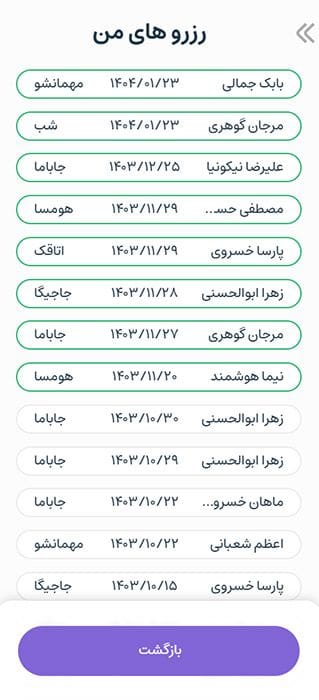 رزرو های من
بابک جمالی ۱۴۰۴/۰۱/۲۳ مهمانشو
مرجان گوهری ۱۴۰۴/۰۱/۲۳ شب
علیرضا نیکونیا ۱۴۰۳/۱۲/۲۵ جاباما
مصطفی حسـ... ۱۴۰۳/۱۱/۲۹ هومسا
پارسا خسروی ۱۴۰۳/۱۱/۲۹ اتاقک
زهرا ابوالحسنی ۱۴۰۳/۱۱/۲۸ جاجیگا
مرجان گوهری ۱۴۰۳/۱۱/۲۷ جاباما
نیما هوشمند ۱۴۰۳/۱۱/۲۰ هومسا
زهرا ابوالحسنی ۱۴۰۳/۱۰/۳۰ جاباما
زهرا ابوالحسنی ۱۴۰۳/۱۰/۲۹ جاباما
ماهان خسرو... ۱۴۰۳/۱۰/۲۲ جاباما
اعظم شعبانی ۱۴۰۳/۱۰/۲۲ مهمانشو
پارسا خسروی ۱۴۰۳/۱۰/۱۵ جاجیگا
بازگشت